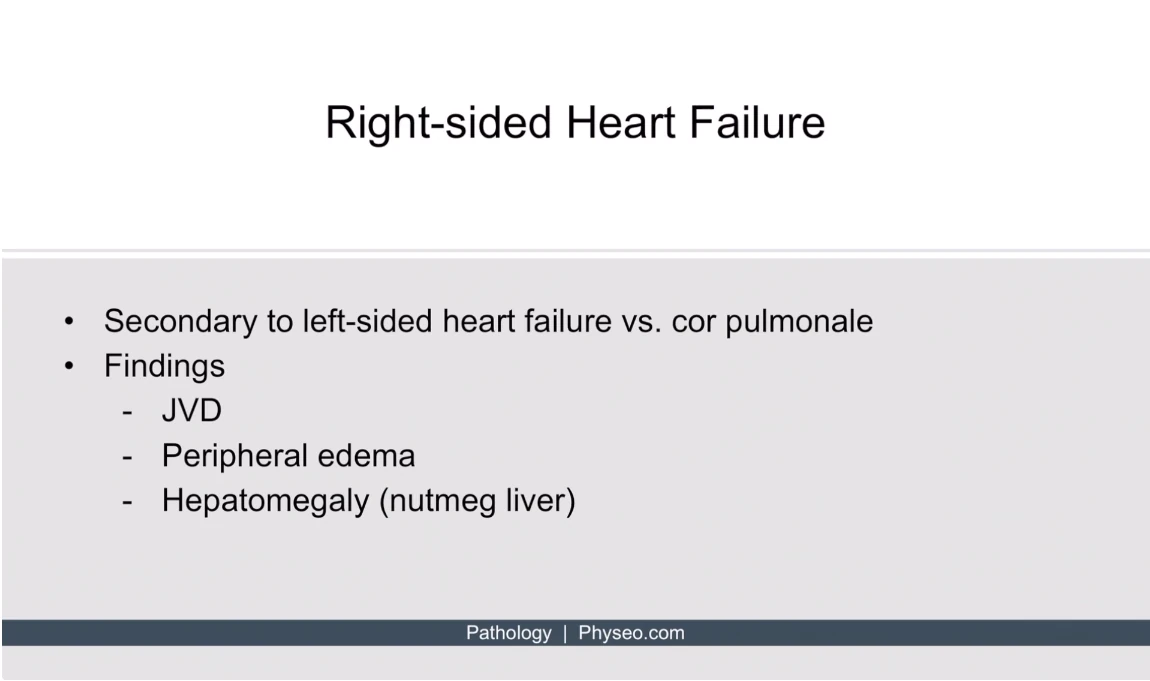 Right-sided Heart Failure
• Secondary to left-sided heart failure vs. cor pulmonale
• Findings
- JVD
- Peripheral edema
- Hepatomegaly (nutmeg liver)
Pathology | Physeo.com